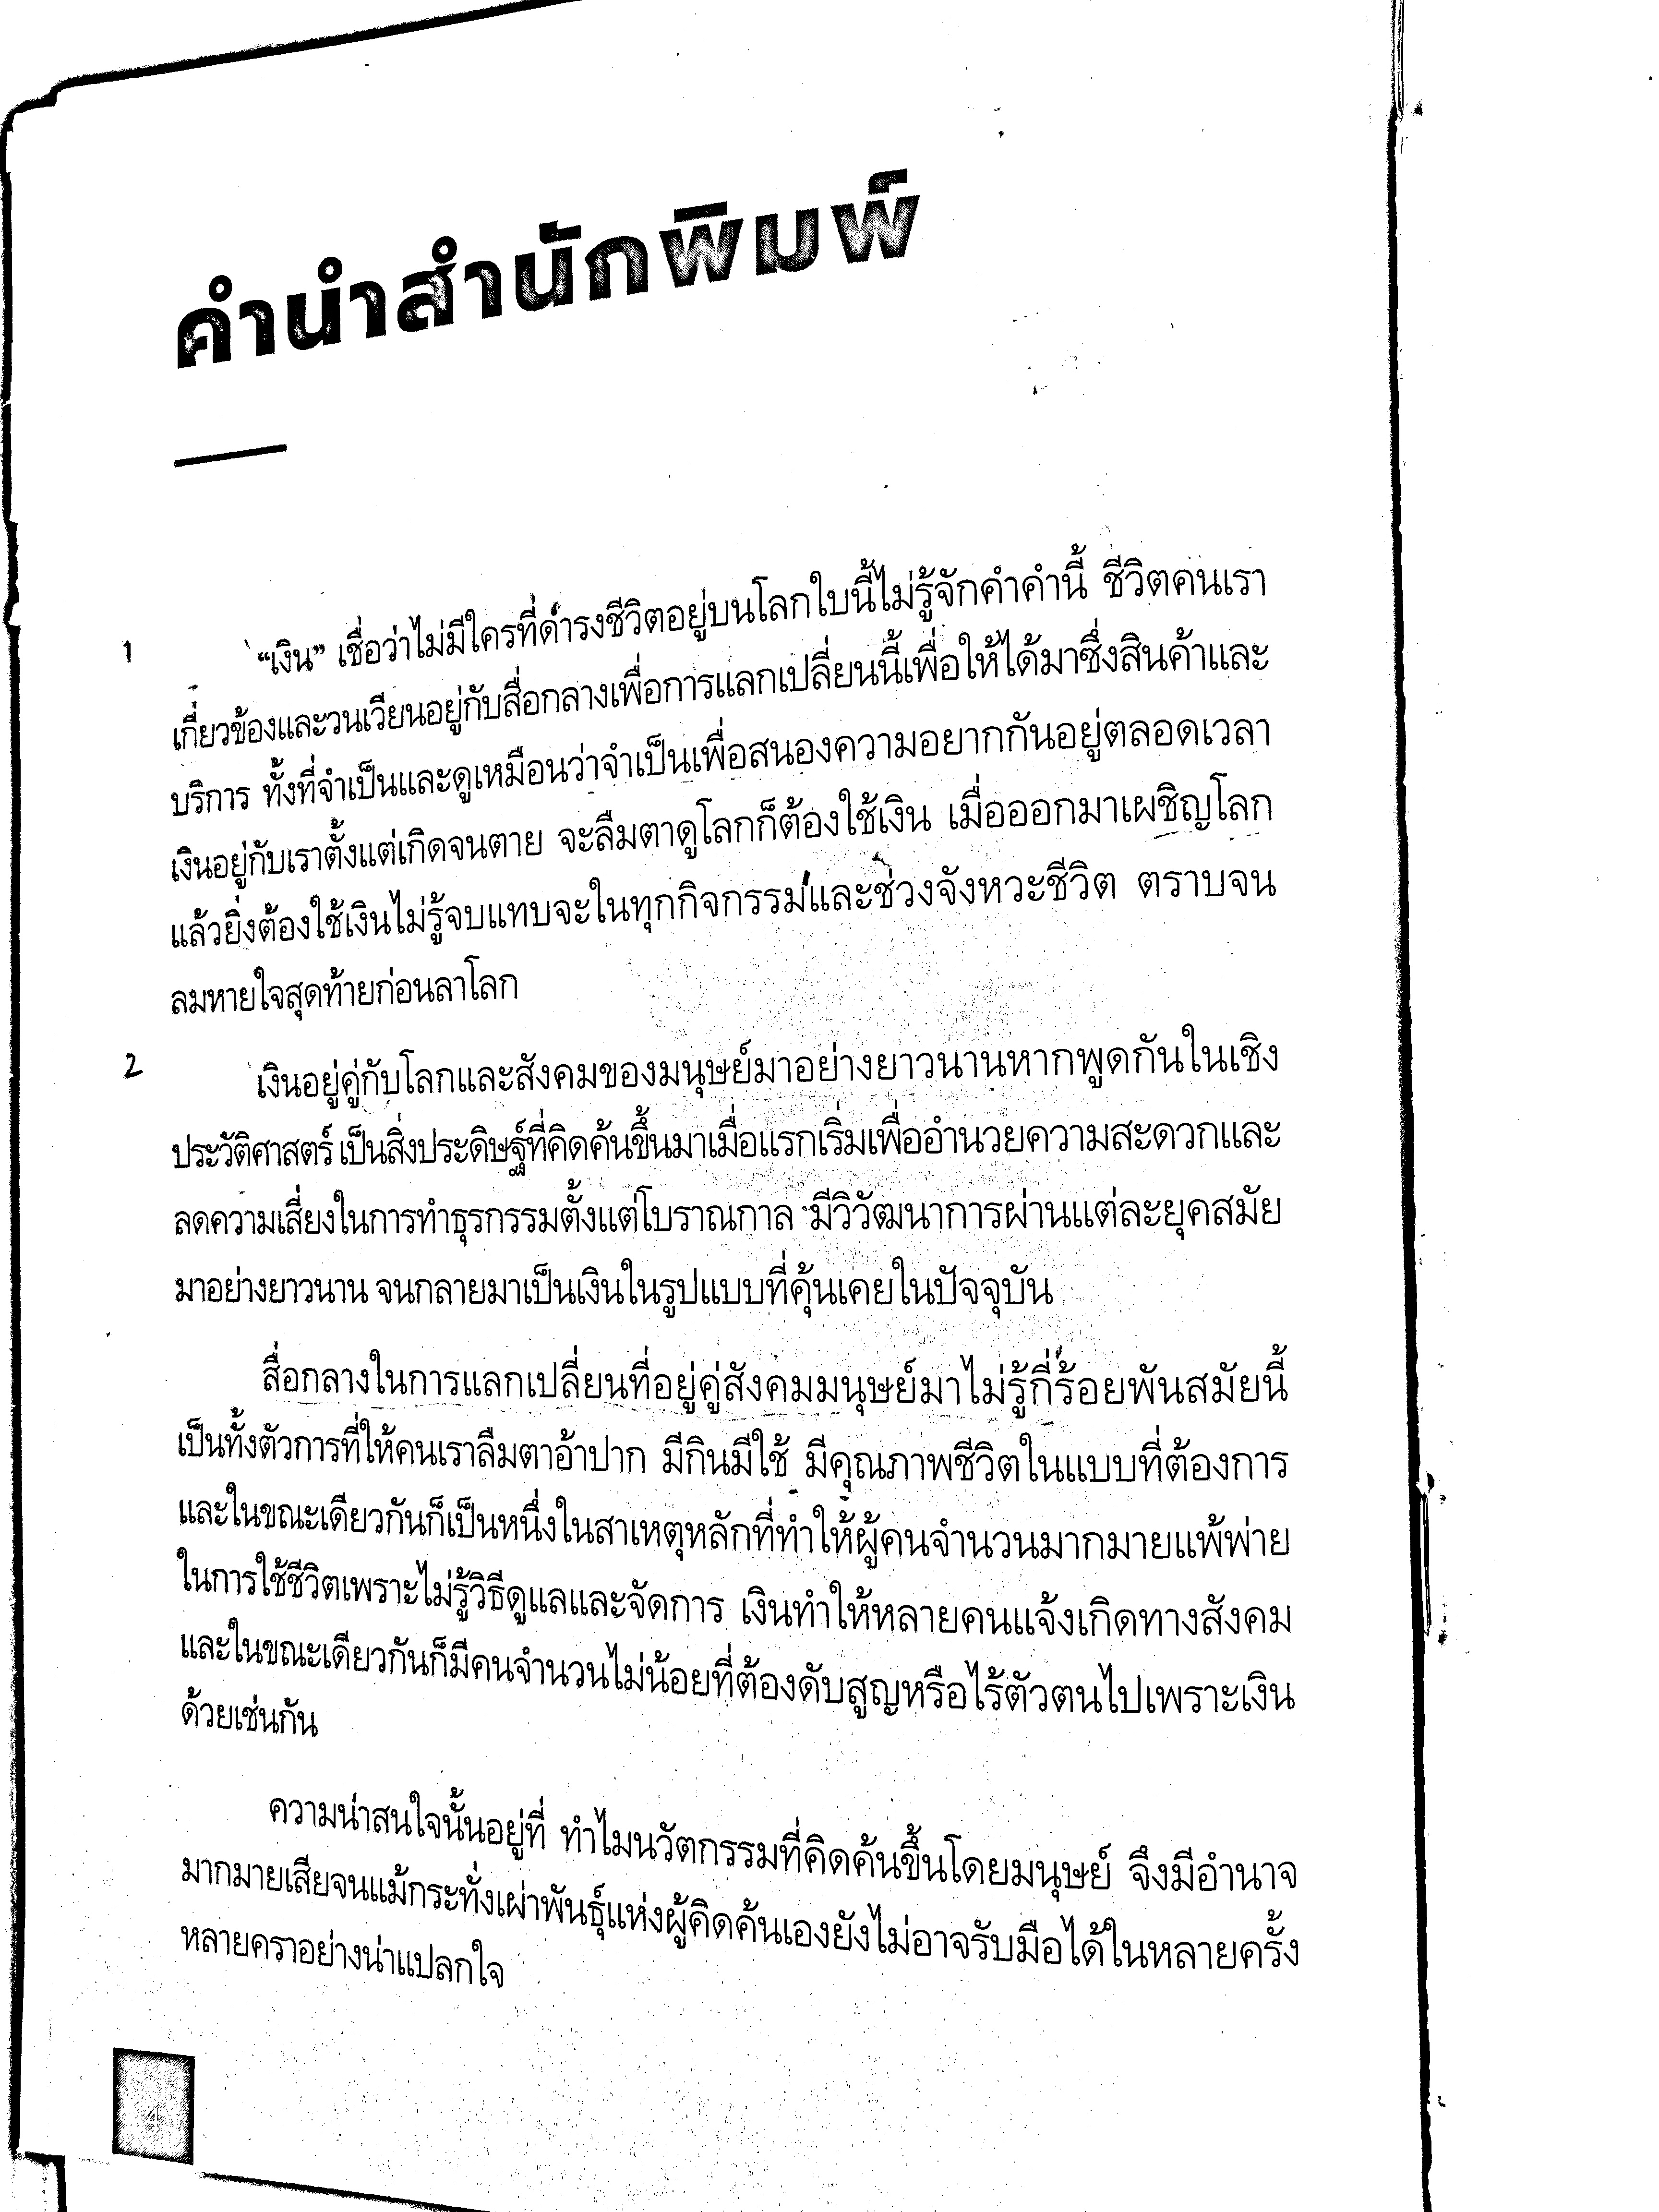 คำนำสำนักพิมพ์
1
“เงิน” เชื่อว่าไม่มีใครที่ดำรงชีวิตอยู่บนโลกใบนี้ไม่รู้จักคำคำนี้ ชีวิตคนเรา
เกี่ยวข้องและวนเวียนอยู่กับสื่อกลางเพื่อการแลกเปลี่ยนนี้เพื่อให้ได้มาซึ่งสินค้าและ
บริการ ทั้งที่จำเป็นและดูเหมือนว่าจำเป็นเพื่อสนองความอยากกันอยู่ตลอดเวลา
เงินอยู่กับเราตั้งแต่เกิดจนตาย จะลืมตาดูโลกก็ต้องใช้เงิน เมื่อออกมาเผชิญโลก
แล้วยิ่งต้องใช้เงินไม่รู้จบแทบจะในทุกกิจกรรมและช่วงจังหวะชีวิต ตราบจน
ลมหายใจสุดท้ายก่อนลาโลก
2
เงินอยู่คู่กับโลกและสังคมของมนุษย์มาอย่างยาวนานหากพูดกันในเชิง
ประวัติศาสตร์ เป็นสิ่งประดิษฐ์ที่คิดค้นขึ้นมาเมื่อแรกเริ่มเพื่ออำนวยความสะดวกและ
ลดความเสี่ยงในการทำธุรกรรมตั้งแต่โบราณกาล มีวิวัฒนาการผ่านแต่ละยุคสมัย
มาอย่างยาวนาน จนกลายมาเป็นเงินในรูปแบบที่คุ้นเคยในปัจจุบัน
สื่อกลางในการแลกเปลี่ยนที่อยู่คู่สังคมมนุษย์มาไม่รู้กี่ร้อยพันสมัยนี้
เป็นทั้งตัวการที่ให้คนเราลืมตาอ้าปาก มีกินมีใช้ มีคุณภาพชีวิตในแบบที่ต้องการ
และในขณะเดียวกันก็เป็นหนึ่งในสาเหตุหลักที่ทำให้ผู้คนจำนวนมากมายแพ้พ่าย
ในการใช้ชีวิตเพราะไม่รู้วิธีดูแลและจัดการ เงินทำให้หลายคนแจ้งเกิดทางสังคม
และในขณะเดียวกันก็มีคนจำนวนไม่น้อยที่ต้องดับสูญหรือไร้ตัวตนไปเพราะเงิน
ด้วยเช่นกัน
ความน่าสนใจนั้นอยู่ที่ ทำไมนวัตกรรมที่คิดค้นขึ้นโดยมนุษย์ จึงมีอำนาจ
มากมายเสียจนแม้กระทั่งเผ่าพันธุ์แห่งผู้คิดค้นเองยังไม่อาจรับมือได้ในหลายครั้ง
หลายคราอย่างน่าแปลกใจ
4